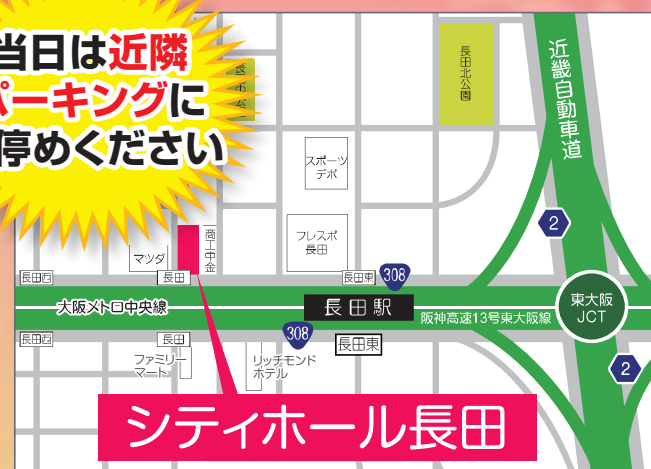 当日は近隣
パーキングに
停めください
長田北公園
近畿自動車道
スポーツ
デポ
2
フレスポ
長田
商工中金
マツダ
長田西
長田
長田東
308
大阪メトロ中央線
長田駅
阪神高速13号東大阪線
東大阪
JCT
長田西
長田
308
長田東
ファミリー
マート
リッチモンド
ホテル
2
シティホール長田